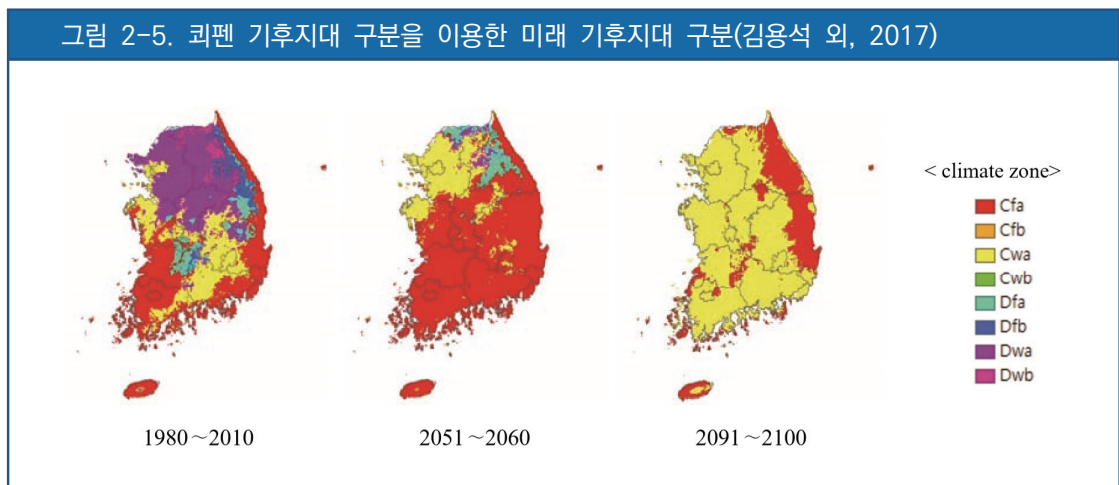 그림 2-5. 쾨펜 기후지대 구분을 이용한 미래 기후지대 구분(김용석 외, 2017)
< climate zone>
Cfa
Cfb
Cwa
Cwb
Dfa
Dfb
Dwa
Dwb
1980～2010
2051～2060
2091～2100